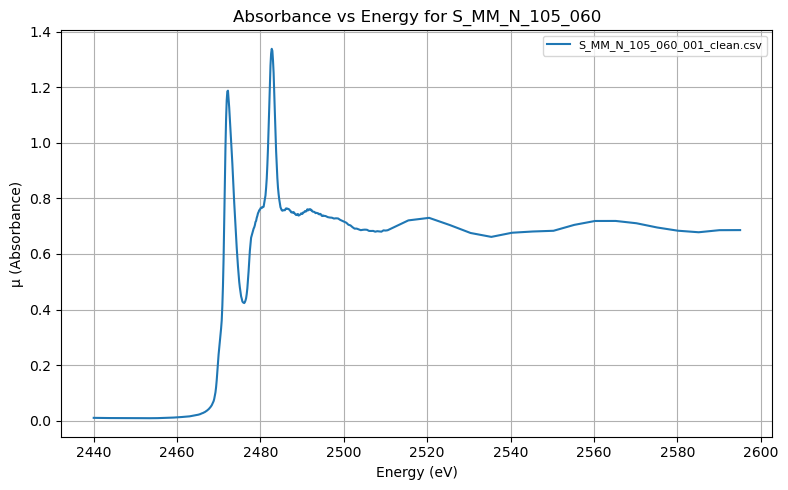 Absorbance vs Energy for S_MM_N_105_060
S_MM_N_105_060_001_clean.csv
1.4
1.2
1.0
0.8
0.6
0.4
0.2
0.0
μ (Absorbance)
2440 2460 2480 2500 2520 2540 2560 2580 2600
Energy (eV)